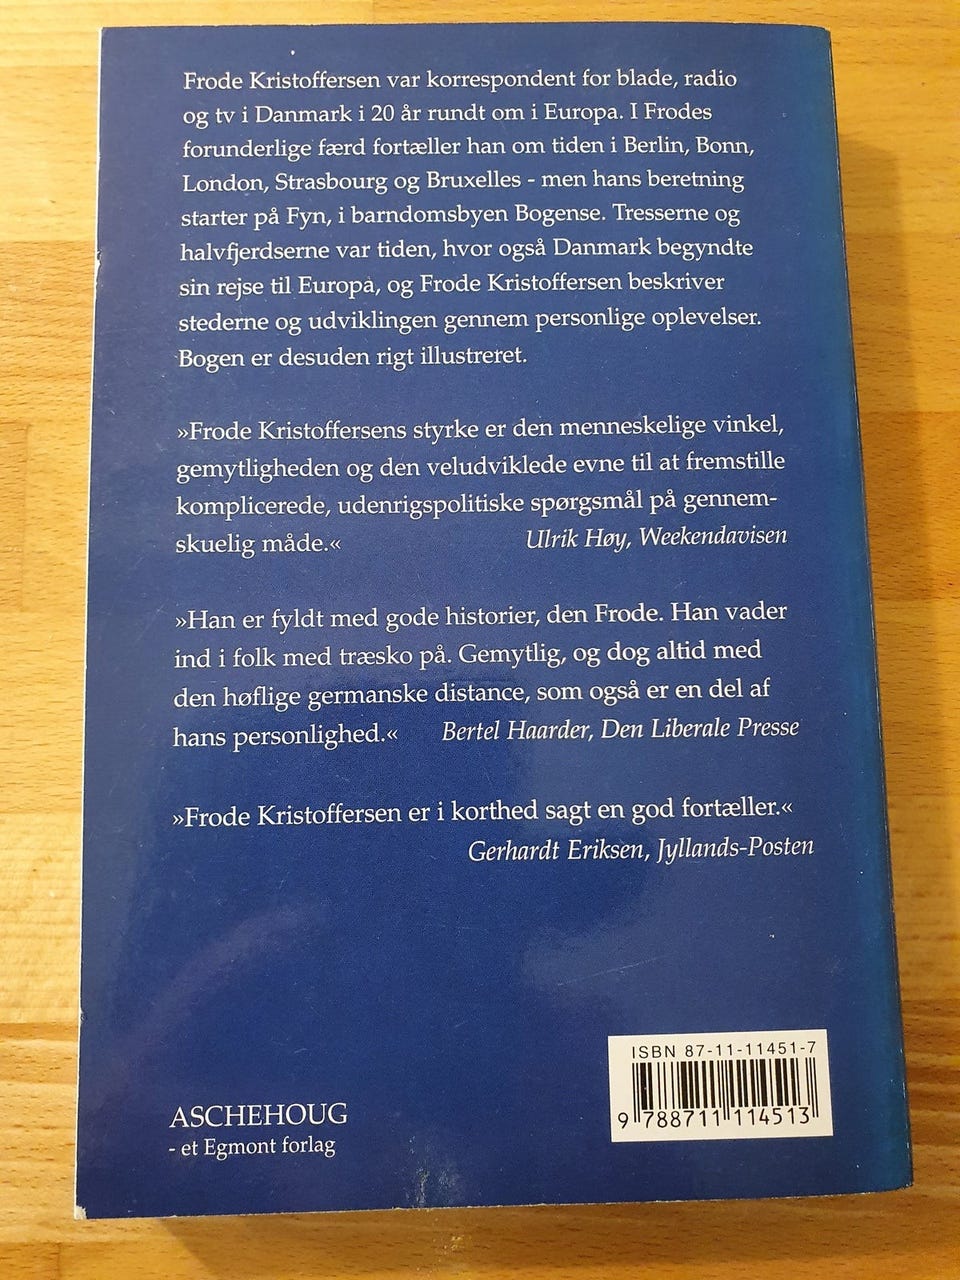 Frode Kristoffersen var korrespondent for blade, radio
og tv i Danmark i 20 år rundt om i Europa. I Frodes
forunderlige færd fortæller han om tiden i Berlin, Bonn,
London, Strasbourg og Bruxelles - men hans beretning
starter på Fyn, i barndomsbyen Bogense. Tresserne og
halvfjerdserne var tiden, hvor også Danmark begyndte
sin rejse til Europa, og Frode Kristoffersen beskriver
stederne og udviklingen gennem personlige oplevelser.
Bogen er desuden rigt illustreret.
»Frode Kristoffersens styrke er den menneskelige vinkel,
gemytligheden og den veludviklede evne til at fremstille
komplicerede, udenrigspolitiske spørgsmål på gennem-
skuelig måde.« Ulrik Høy, Weekendavisen
»Han er fyldt med gode historier, den Frode. Han vader
ind i folk med træsko på. Gemytlig, og dog altid med
den høflige germanske distance, som også er en del af
hans personlighed.« Bertel Haarder, Den Liberale Presse
»Frode Kristoffersen er i korthed sagt en god fortæller.«
Gerhardt Eriksen, Jyllands-Posten
ISBN 87-11-11451-7
9 788711 114513
ASCHEHOUG
- et Egmont forlag